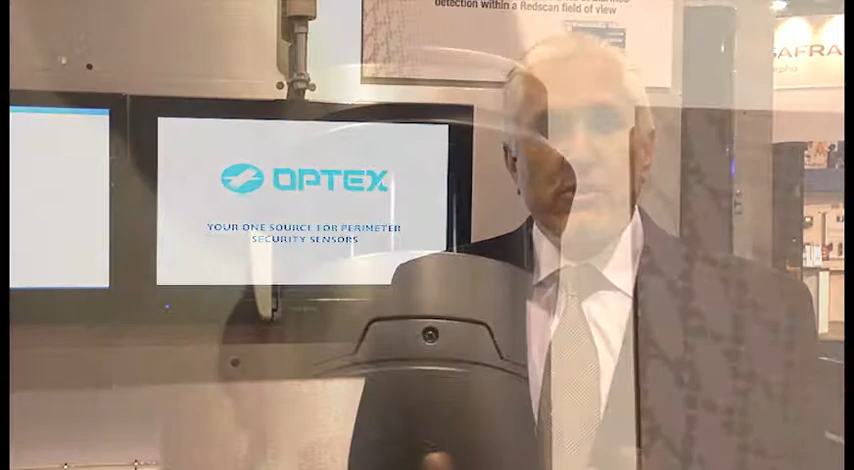 detection within a Redscan field of view
SAFRA
OPTEX
YOUR ONE SOURCE FOR PERIMETER
SECURITY SENSORS